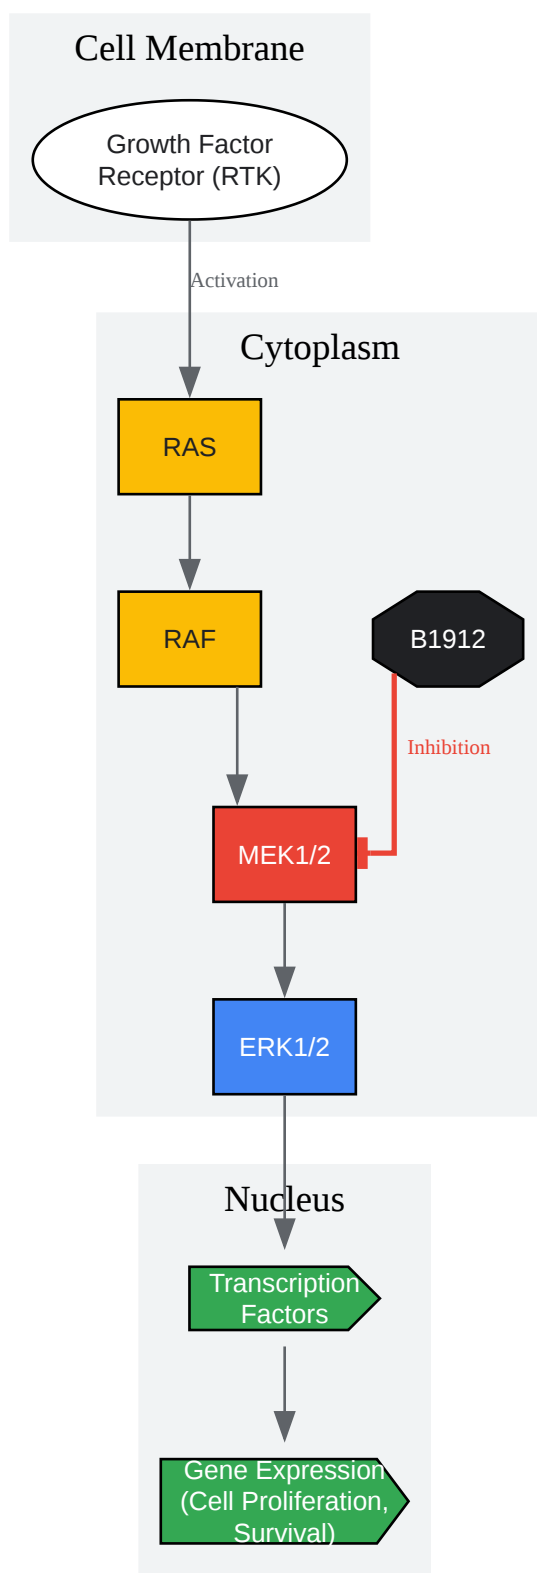 Cell Membrane
Growth Factor
Receptor (RTK)
Activation
Cytoplasm
RAS
RAF
B1912
Inhibition
MEK1/2
ERK1/2
Nucleus
Transcription
Factors
Gene Expression
(Cell Proliferation,
Survival)